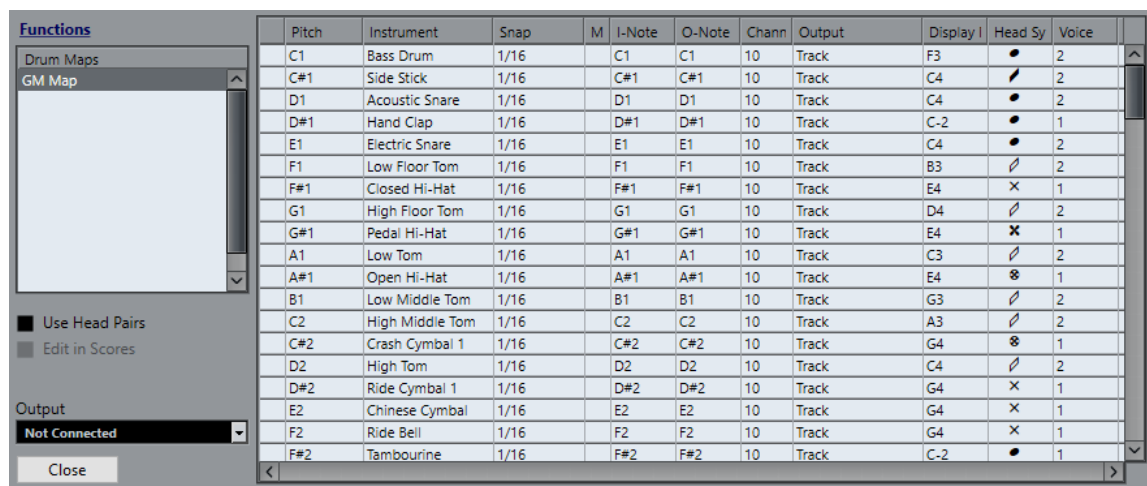 Functions
Drum Maps
GM Map
Use Head Pairs
Edit in Scores
Output
Not Connected
Close
Pitch Instrument Snap M I-Note O-Note Chann Output Display I Head Sy Voice
C1 Bass Drum 1/16 C1 C1 10 Track F3 2
C#1 Side Stick 1/16 C#1 C#1 10 Track C4 2
D1 Acoustic Snare 1/16 D1 D1 10 Track C4 2
D#1 Hand Clap 1/16 D#1 D#1 10 Track C-2 1
E1 Electric Snare 1/16 E1 E1 10 Track C4 2
F1 Low Floor Tom 1/16 F1 F1 10 Track B3 2
F#1 Closed Hi-Hat 1/16 F#1 F#1 10 Track E4 1
G1 High Floor Tom 1/16 G1 G1 10 Track D4 2
G#1 Pedal Hi-Hat 1/16 G#1 G#1 10 Track E4 1
A1 Low Tom 1/16 A1 A1 10 Track C3 2
A#1 Open Hi-Hat 1/16 A#1 A#1 10 Track E4 1
B1 Low Middle Tom 1/16 B1 B1 10 Track G3 2
C2 High Middle Tom 1/16 C2 C2 10 Track A3 2
C#2 Crash Cymbal 1 1/16 C#2 C#2 10 Track G4 1
D2 High Tom 1/16 D2 D2 10 Track C4 2
D#2 Ride Cymbal 1 1/16 D#2 D#2 10 Track G4 1
E2 Chinese Cymbal 1/16 E2 E2 10 Track G4 1
F2 Ride Bell 1/16 F2 F2 10 Track G4 1
F#2 Tambourine 1/16 F#2 F#2 10 Track C-2 1